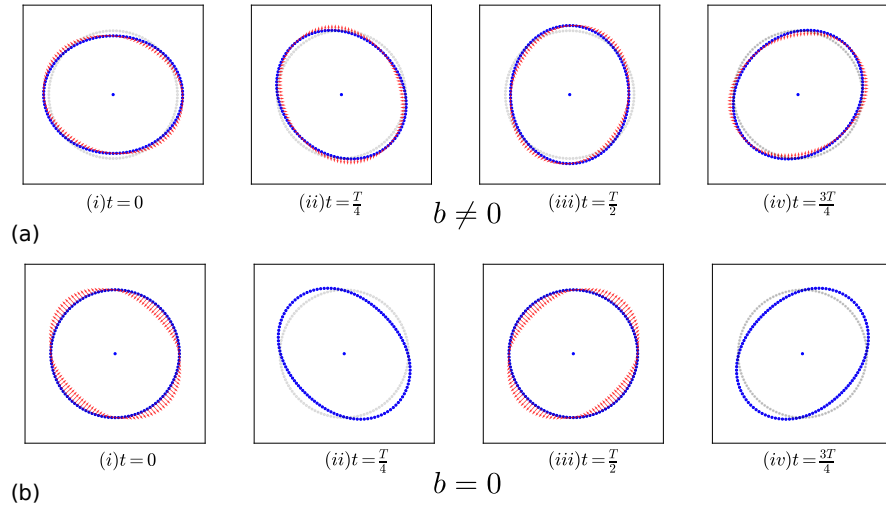 (i)t=0 (ii)t=T/4 (iii)t=T/2 (iv)t=3T/4
b ≠ 0
(a)
(i)t=0 (ii)t=T/4 (iii)t=T/2 (iv)t=3T/4
b = 0
(b)